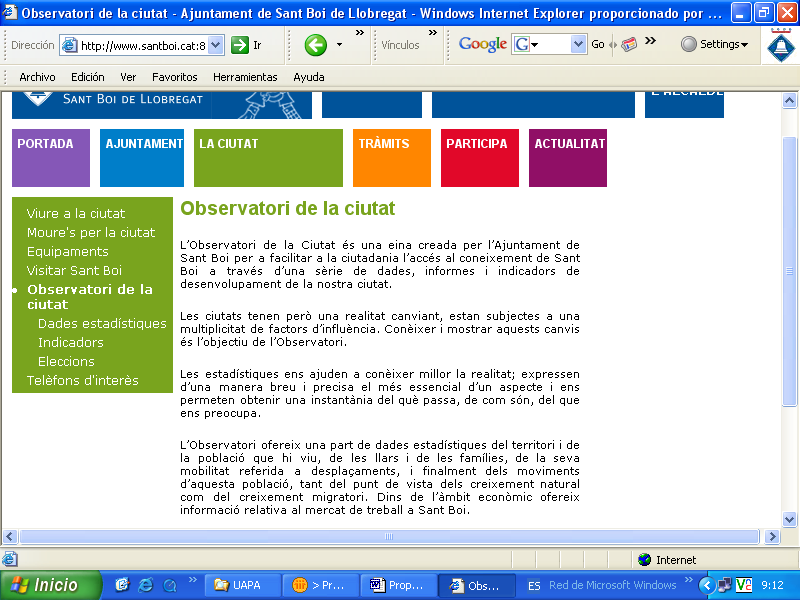 Observatori de la ciutat - Ajuntament de Sant Boi de Llobregat - Windows Internet Explorer proporcionado por ...
Dirección http://www.santboi.cat:8 Ir » Vínculos » Google G Go » Settings
Archivo Edición Ver Favoritos Herramientas Ayuda
SANT BOI DE LLOBREGAT
PORTADA AJUNTAMENT LA CIUTAT TRÀMITS PARTICIPA ACTUALITAT
Viure a la ciutat
Moure's per la ciutat
Equipaments
Visitar Sant Boi
Observatori de la
ciutat
Dades estadístiques
Indicadors
Eleccions
Telèfons d'interès
Observatori de la ciutat
L'Observatori de la Ciutat és una eina creada per l'Ajuntament de
Sant Boi per a facilitar a la ciutadania l'accés al coneixement de Sant
Boi a través d'una sèrie de dades, informes i indicadors de
desenvolupament de la nostra ciutat.
Les ciutats tenen però una realitat canviant, estan subjectes a una
multiplicitat de factors d'influència. Conèixer i mostrar aquests canvis
és l'objectiu de l'Observatori.
Les estadístiques ens ajuden a conèixer millor la realitat; expressen
d'una manera breu i precisa el més essencial d'un aspecte i ens
permeten obtenir una instantània del què passa, de com són, del que
ens preocupa.
L'Observatori ofereix una part de dades estadístiques del territori i de
la població que hi viu, de les llars i de les famílies, de la seva
mobilitat referida a desplaçaments, i finalment dels moviments
d'aquesta població, tant del punt de vista dels creixement natural
com del creixement migratori. Dins de l'àmbit econòmic ofereix
informació relativa al mercat de treball a Sant Boi.
Internet
Inicio » UAPA > Pr... Prop... Obs... ES Red de Microsoft Windows » 9:12